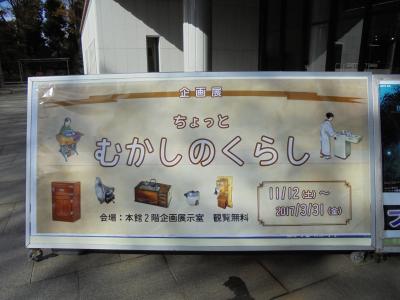 企画展
ちょっと
むかしのくらし
11/12(土)〜
2017/3/31(金)
会場：本館2階企画展示室 観覧無料